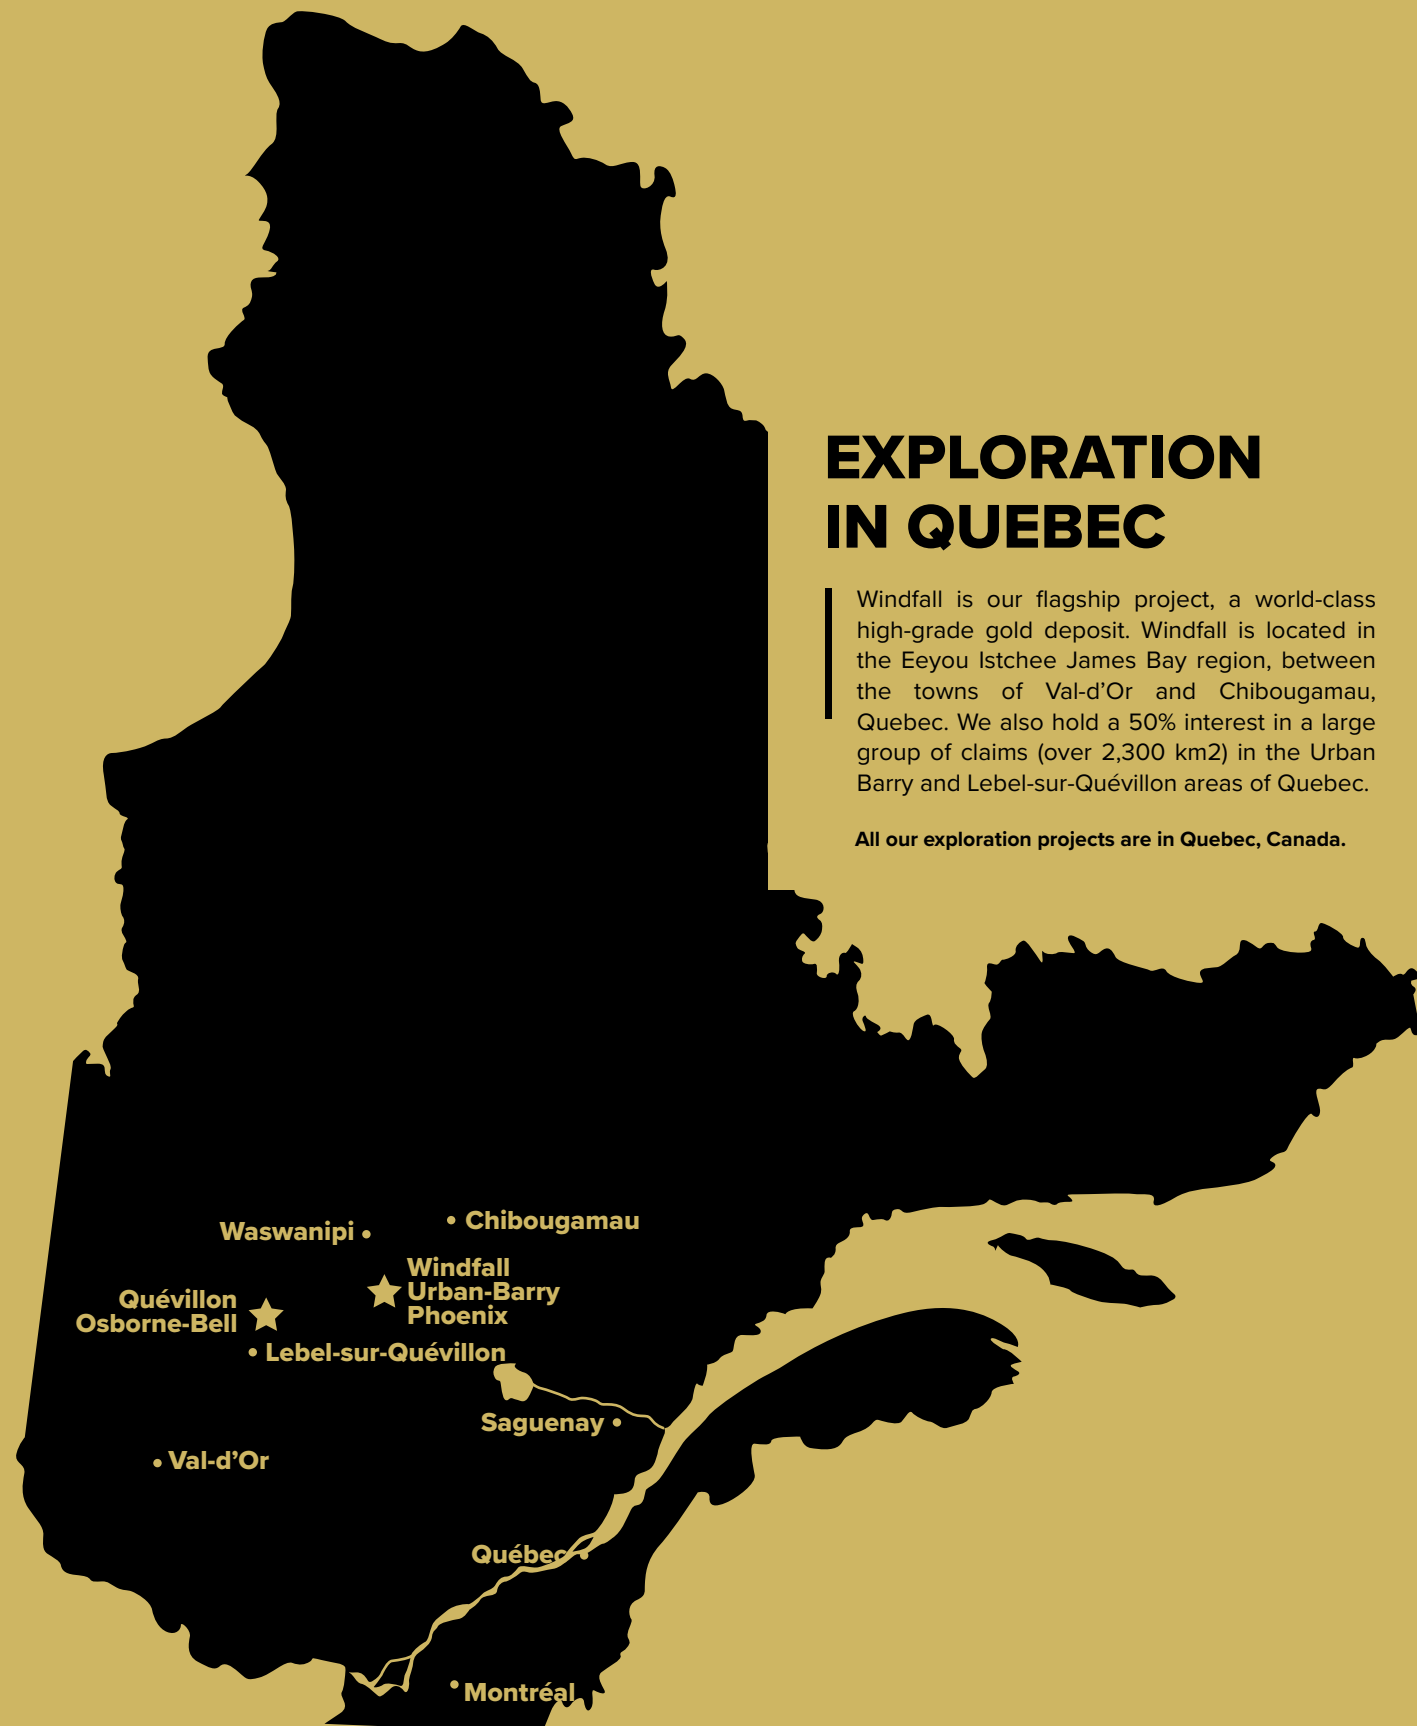 EXPLORATION
IN QUEBEC
Windfall is our flagship project, a world-class
high-grade gold deposit. Windfall is located in
the Eeyou Istchee James Bay region, between
the towns of Val-d’Or and Chibougamau,
Quebec. We also hold a 50% interest in a large
group of claims (over 2,300 km2) in the Urban
Barry and Lebel-sur-Quévillon areas of Quebec.
All our exploration projects are in Quebec, Canada.
Chibougamau
Waswanipi
Windfall
Urban-Barry
Phoenix
Quévillon
Osborne-Bell
Lebel-sur-Quévillon
Saguenay
Val-d’Or
Québec
Montréal